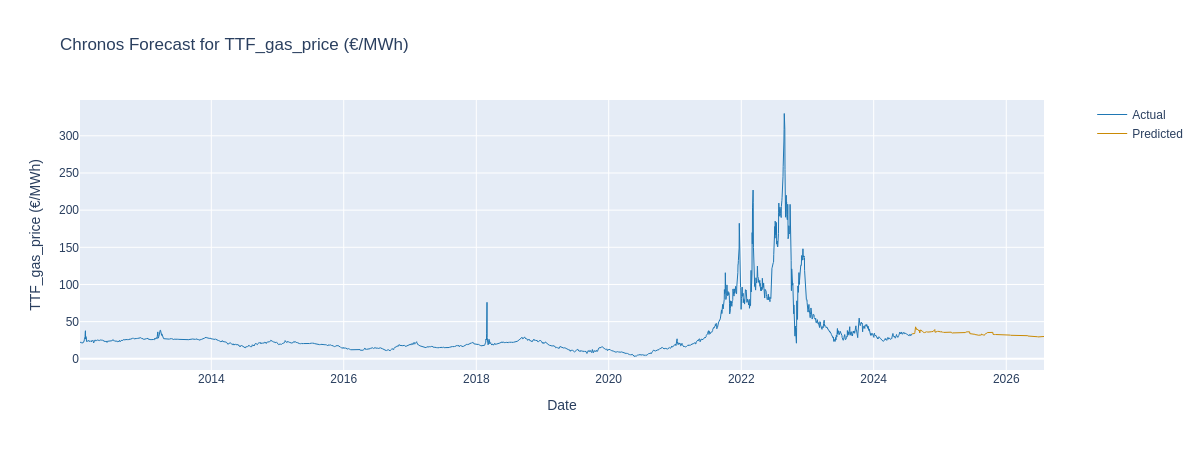 Chronos Forecast for TTF_gas_price (€/MWh)
Actual
Predicted
TTF_gas_price (€/MWh)
300
250
200
150
100
50
0
2014
2016
2018
2020
2022
2024
2026
Date